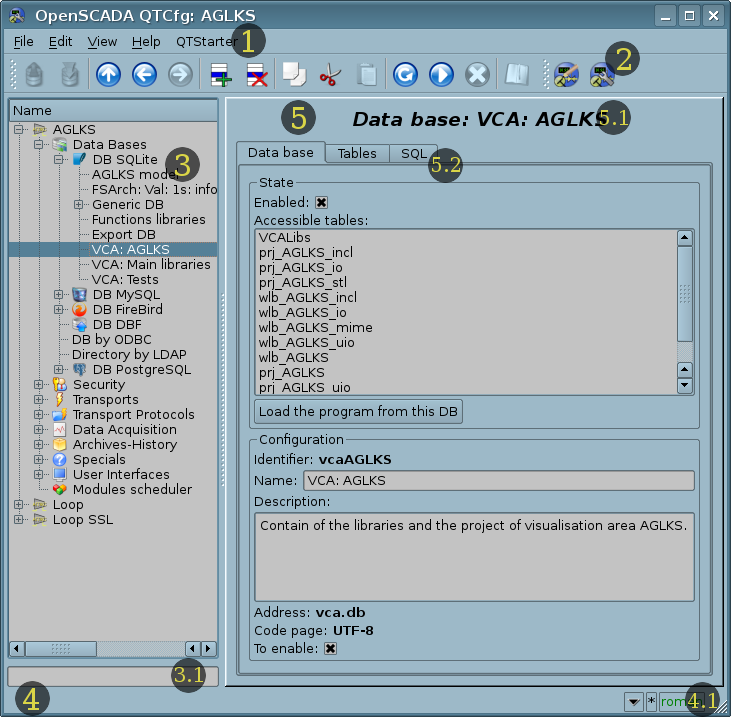 OpenSCADA QTCfg: AGLKS
File Edit View Help QTStarter 1
2
Name
AGLKS
Data Bases
DB SQLite 3
AGLKS model
FSArch: Val: 1s: info
Generic DB
Functions libraries
Export DB
VCA: AGLKS
VCA: Main libraries
VCA: Tests
DB MySQL
DB FireBird
DB DBF
DB by ODBC
Directory by LDAP
DB PostgreSQL
Security
Transports
Transport Protocols
Data Acquisition
Archives-History
Specials
User Interfaces
Modules scheduler
Loop
Loop SSL
3.1
4
5 Data base: VCA: AGLKS 5.1
Data base Tables SQL 5.2
State
Enabled:
Accessible tables:
VCALibs
prj_AGLKS_incl
prj_AGLKS_io
prj_AGLKS_stl
wlb_AGLKS_incl
wlb_AGLKS_io
wlb_AGLKS_mime
wlb_AGLKS_uio
wlb_AGLKS
prj_AGLKS
prj_AGLKS_uio
Load the program from this DB
Configuration
Identifier: vcaAGLKS
Name: VCA: AGLKS
Description:
Contain of the libraries and the project of visualisation area AGLKS.
Address: vca.db
Code page: UTF-8
To enable:
* rom 4.1